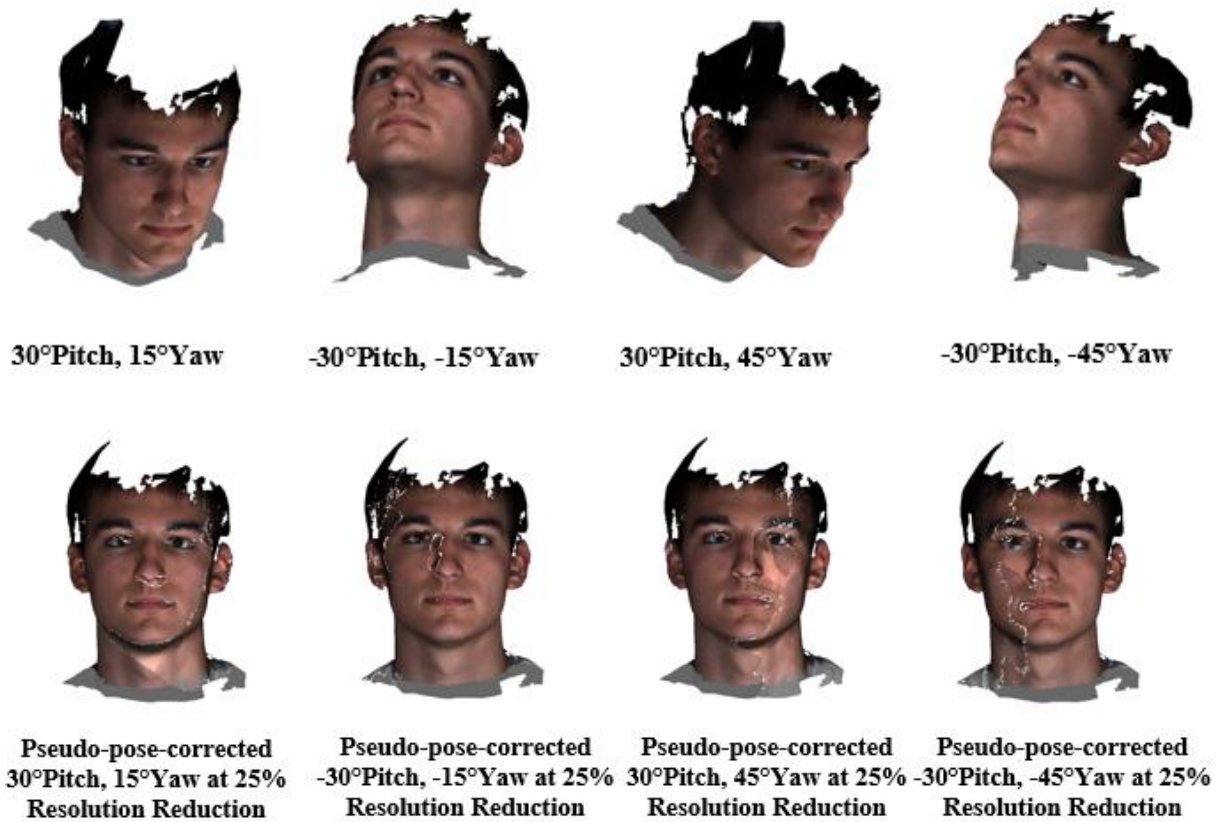 30°Pitch, 15°Yaw
-30°Pitch, -15°Yaw
30°Pitch, 45°Yaw
-30°Pitch, -45°Yaw
Pseudo-pose-corrected
30°Pitch, 15°Yaw at 25%
Resolution Reduction
Pseudo-pose-corrected
-30°Pitch, -15°Yaw at 25%
Resolution Reduction
Pseudo-pose-corrected
30°Pitch, 45°Yaw at 25%
Resolution Reduction
Pseudo-pose-corrected
-30°Pitch, -45°Yaw at 25%
Resolution Reduction